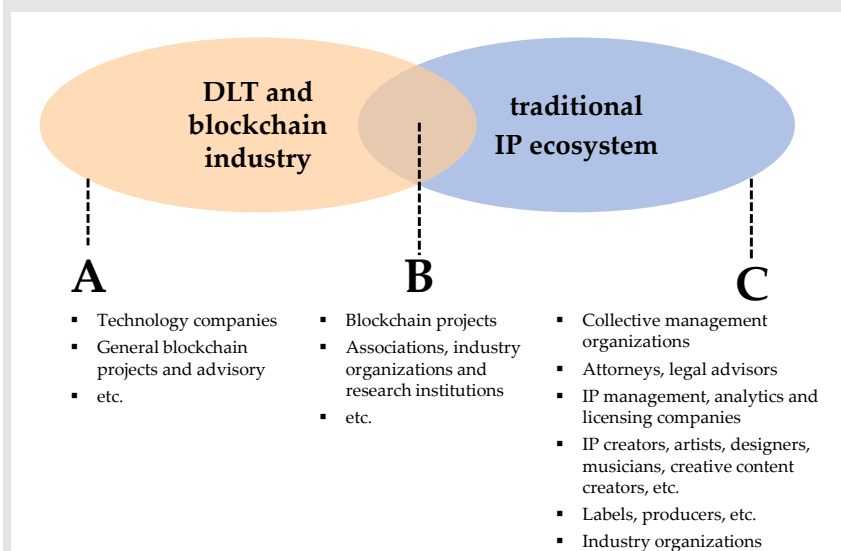 DLT and
blockchain
industry
traditional
IP ecosystem
A
▪ Technology companies
▪ General blockchain
projects and advisory
▪ etc.
B
▪ Blockchain projects
▪ Associations, industry
organizations and
research institutions
▪ etc.
C
▪ Collective management
organizations
▪ Attorneys, legal advisors
▪ IP management, analytics and
licensing companies
▪ IP creators, artists, designers,
musicians, creative content
creators, etc.
▪ Labels, producers, etc.
▪ Industry organizations